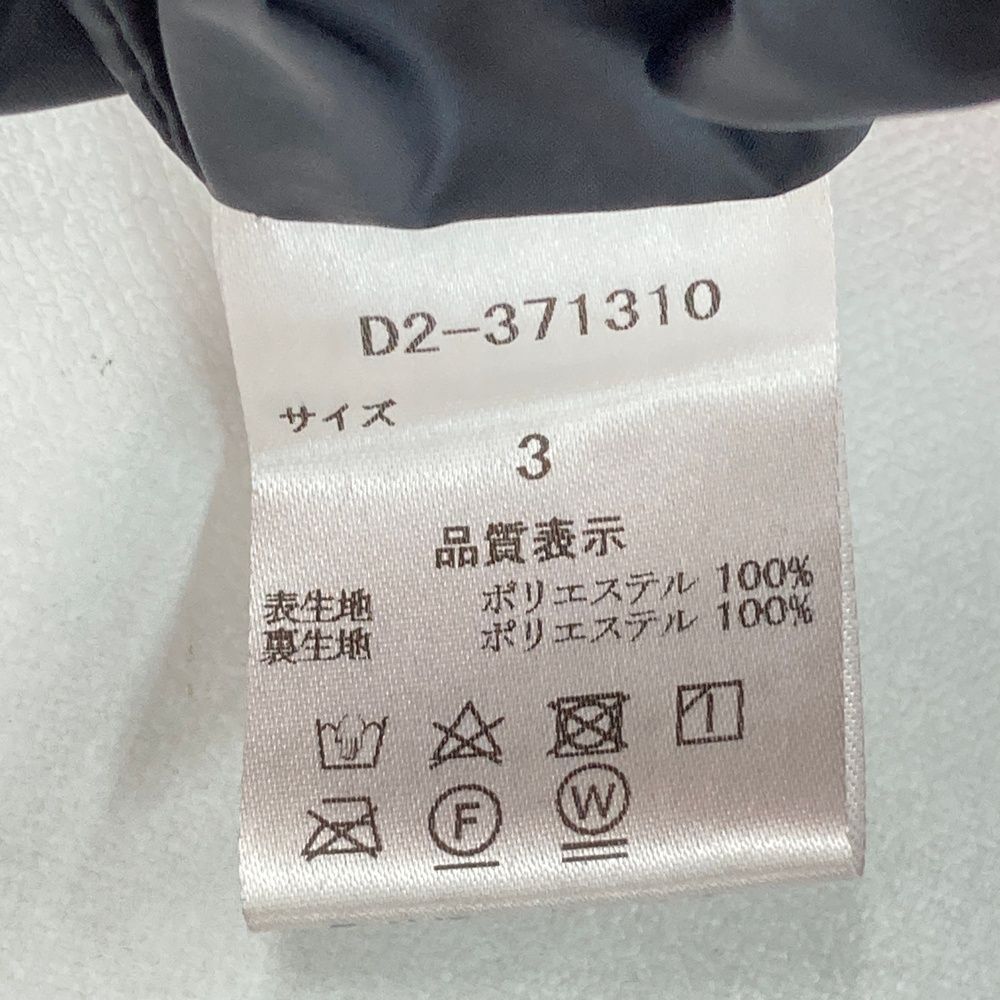 D2-371310
サイズ
3
品質表示
表生地 ポリエステル 100%
裏生地 ポリエステル 100%
F
W